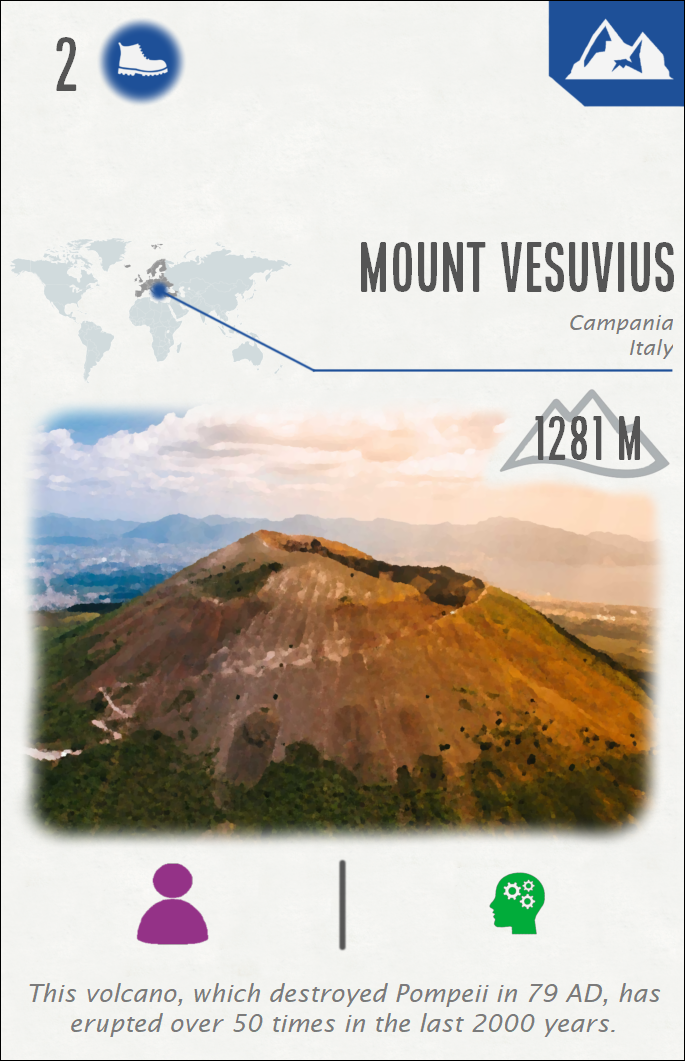 2
MOUNT VESUVIUS
Campania
Italy
1281 M
This volcano, which destroyed Pompeii in 79 AD, has
erupted over 50 times in the last 2000 years.